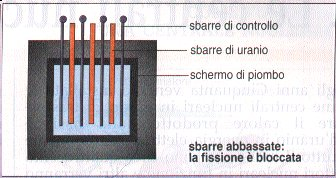 sbarre di controllo
sbarre di uranio
schermo di piombo
sbarre abbassate:
la fissione è bloccata